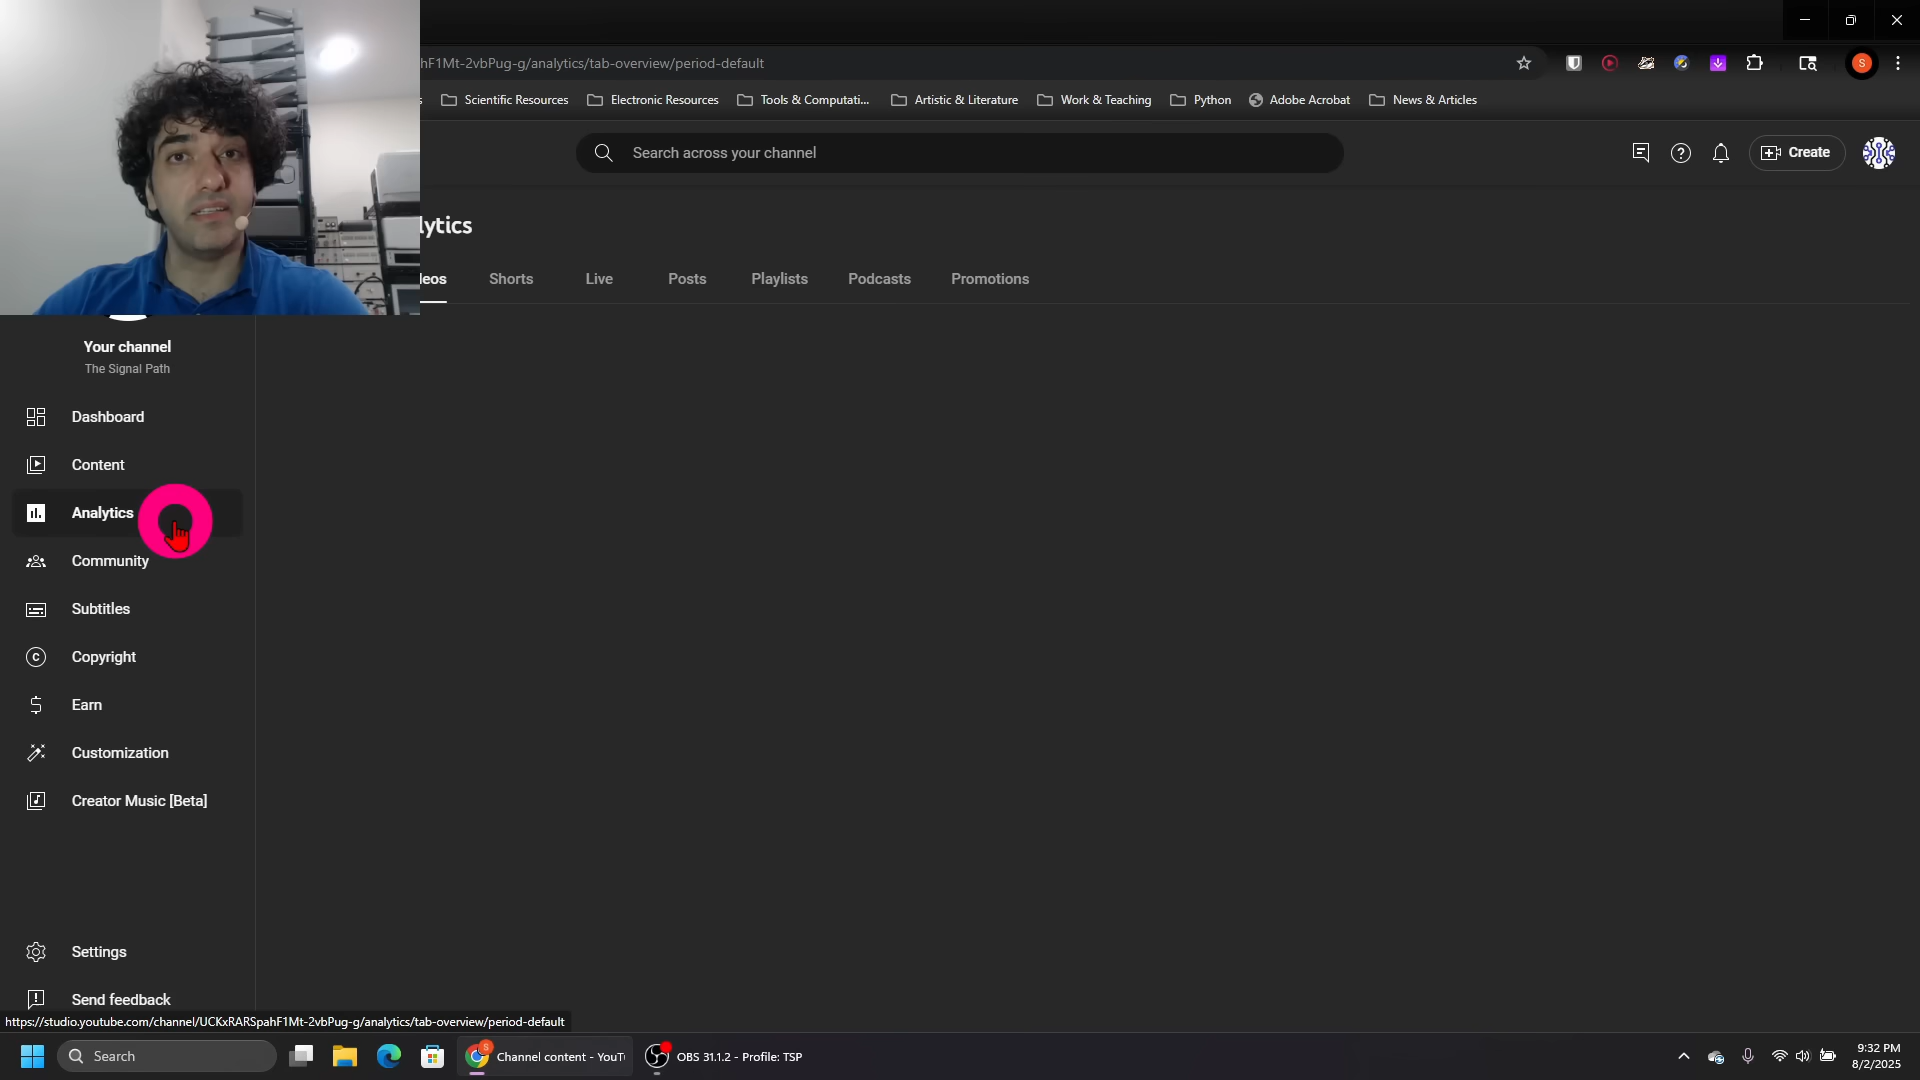 hF1Mt-2vbPug-g/analytics/tab-overview/period-default
S
Scientific Resources
Electronic Resources
Tools & Computati...
Artistic & Literature
Work & Teaching
Python
Adobe Acrobat
News & Articles
Search across your channel
Create
lytics
eos
Shorts
Live
Posts
Playlists
Podcasts
Promotions
Your channel
The Signal Path
Dashboard
Content
Analytics
Community
Subtitles
Copyright
Earn
Customization
Creator Music [Beta]
Settings
Send feedback
https://studio.youtube.com/channel/UCKxRARSpahF1Mt-2vbPug-g/analytics/tab-overview/period-default
Search
S
Channel content - YouTu
OBS 31.1.2 - Profile: TSP
9:32 PM
8/2/2025